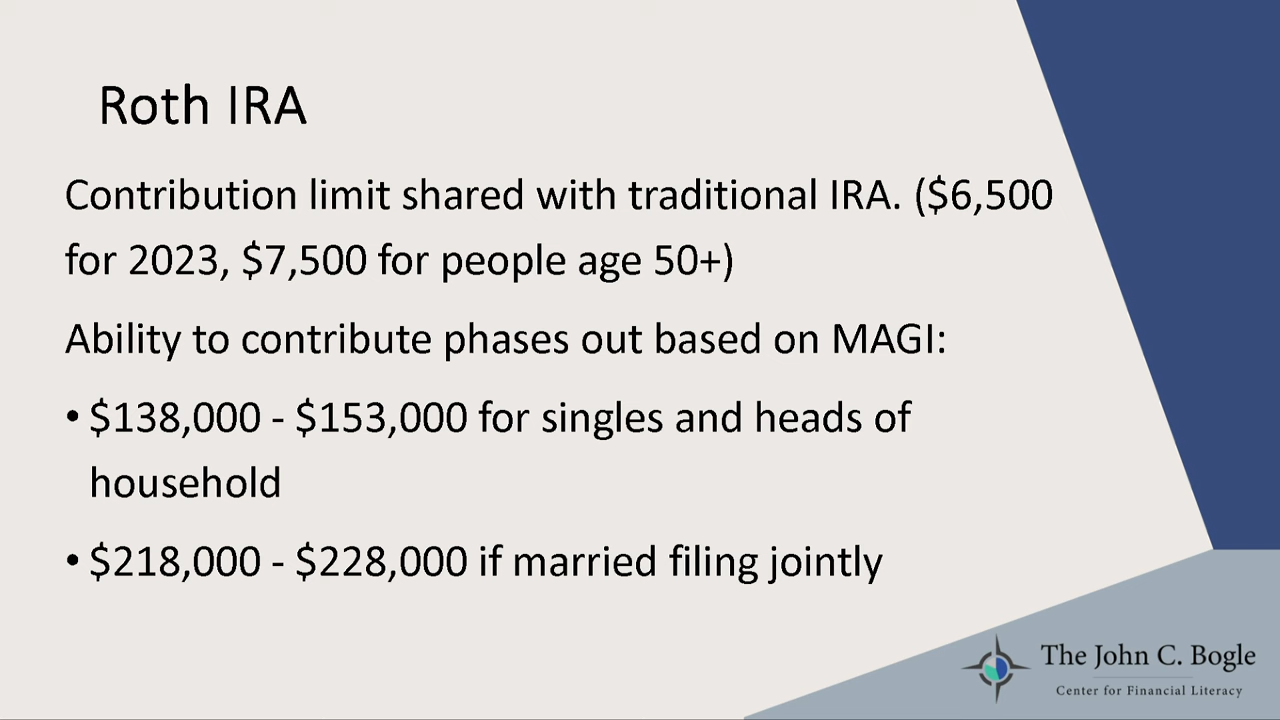 Roth IRA
Contribution limit shared with traditional IRA. ($6,500
for 2023, $7,500 for people age 50+)
Ability to contribute phases out based on MAGI:
• $138,000 - $153,000 for singles and heads of
household
• $218,000 - $228,000 if married filing jointly
The John C. Bogle
Center for Financial Literacy